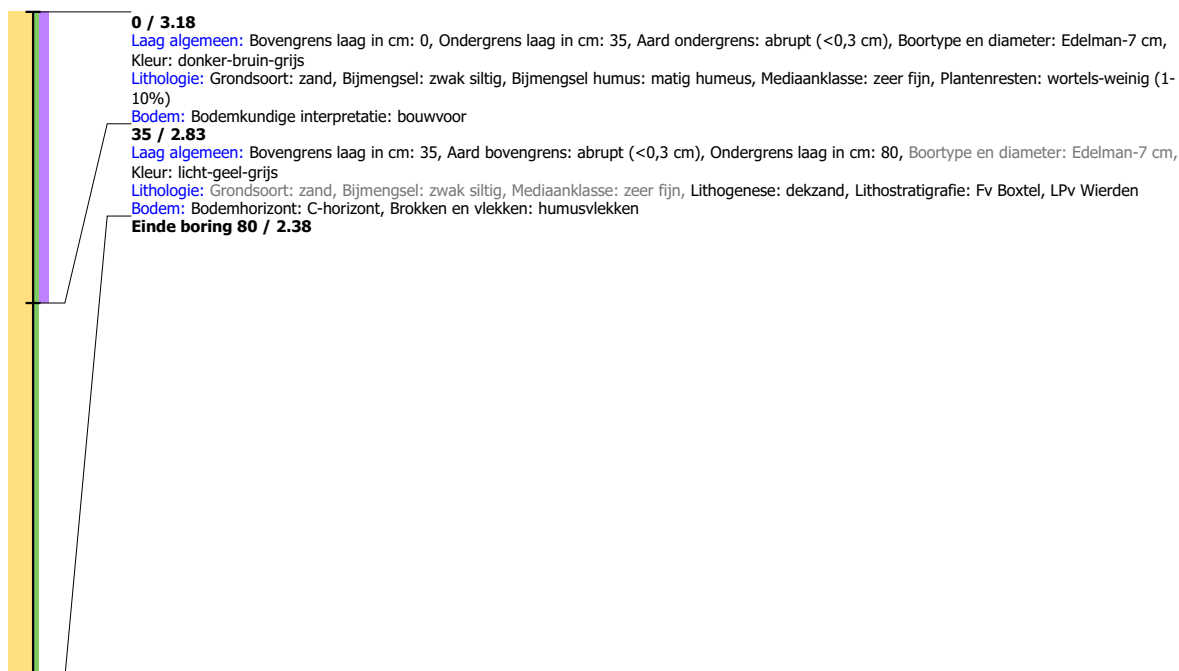 0 / 3.18
Laag algemeen: Bovengrens laag in cm: 0, Ondergrens laag in cm: 35, Aard ondergrens: abrupt (<0,3 cm), Boortype en diameter: Edelman-7 cm,
Kleur: donker-bruin-grijs
Lithologie: Grondsoort: zand, Bijmengsel: zwak siltig, Bijmengsel humus: matig humeus, Mediaanklasse: zeer fijn, Plantenresten: wortels-weinig (1-
10%)
Bodem: Bodemkundige interpretatie: bouwvoor
35 / 2.83
Laag algemeen: Bovengrens laag in cm: 35, Aard bovengrens: abrupt (<0,3 cm), Ondergrens laag in cm: 80, Boortype en diameter: Edelman-7 cm,
Kleur: licht-geel-grijs
Lithologie: Grondsoort: zand, Bijmengsel: zwak siltig, Mediaanklasse: zeer fijn, Lithogenese: dekzand, Lithostratigrafie: Fv Boxtel, LPv Wierden
Bodem: Bodemhorizont: C-horizont, Brokken en vlekken: humusvlekken
Einde boring 80 / 2.38